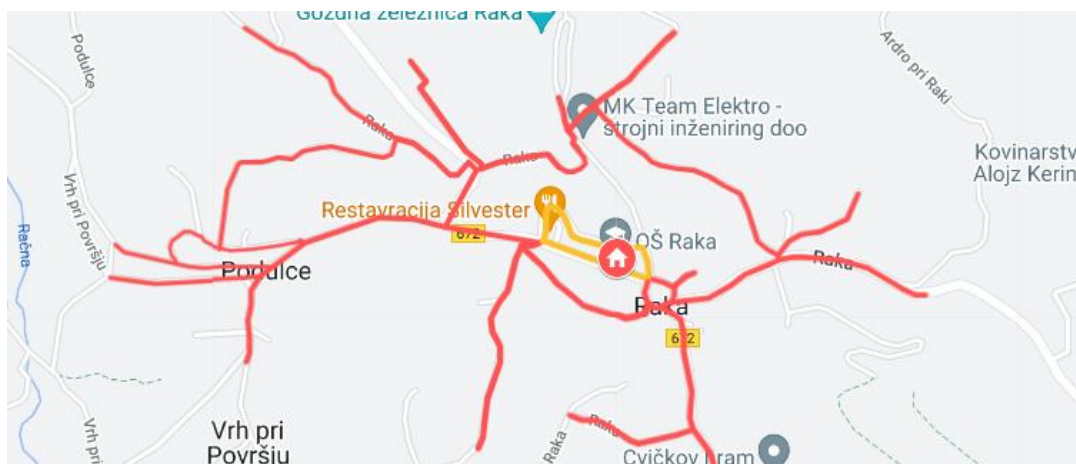 Gozdna železnica Raka
Podulce
Ardro pri Raki
MK Team Elektro -
strojni inženiring doo
Raka
Raka
Kovinarstv
Alojz Kerin
Vrh pri Površju
Restavracija Silvester
672
OŠ Raka
Račna
Podulce
Raka
Raka
672
Vrh pri
Površju
Vrh pri
Raka
Raka
Cvičkov hram